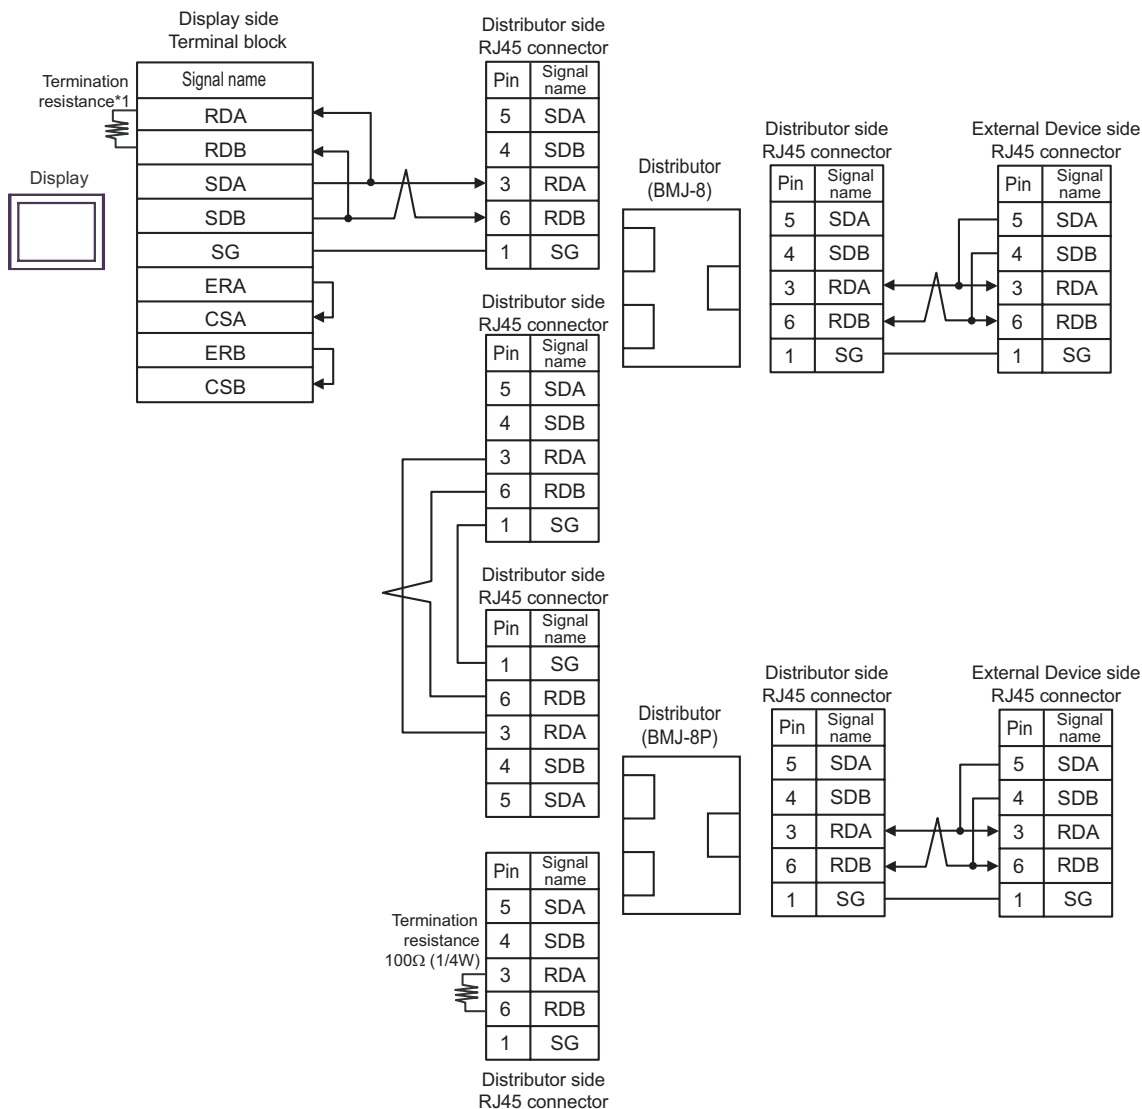 Display side
Terminal block
Signal name
RDA
RDB
SDA
SDB
SG
ERA
CSA
ERB
CSB
Termination
resistance*1
Display
Distributor side
RJ45 connector
Pin Signal name
5 SDA
4 SDB
3 RDA
6 RDB
1 SG
Distributor
(BMJ-8)
Distributor side
RJ45 connector
Pin Signal name
5 SDA
4 SDB
3 RDA
6 RDB
1 SG
External Device side
RJ45 connector
Pin Signal name
5 SDA
4 SDB
3 RDA
6 RDB
1 SG
Distributor side
RJ45 connector
Pin Signal name
5 SDA
4 SDB
3 RDA
6 RDB
1 SG
Distributor side
RJ45 connector
Pin Signal name
1 SG
6 RDB
3 RDA
4 SDB
5 SDA
Distributor
(BMJ-8P)
Distributor side
RJ45 connector
Pin Signal name
5 SDA
4 SDB
3 RDA
6 RDB
1 SG
External Device side
RJ45 connector
Pin Signal name
5 SDA
4 SDB
3 RDA
6 RDB
1 SG
Termination
resistance
100Ω (1/4W)
Pin Signal name
5 SDA
4 SDB
3 RDA
6 RDB
1 SG
Distributor side
RJ45 connector